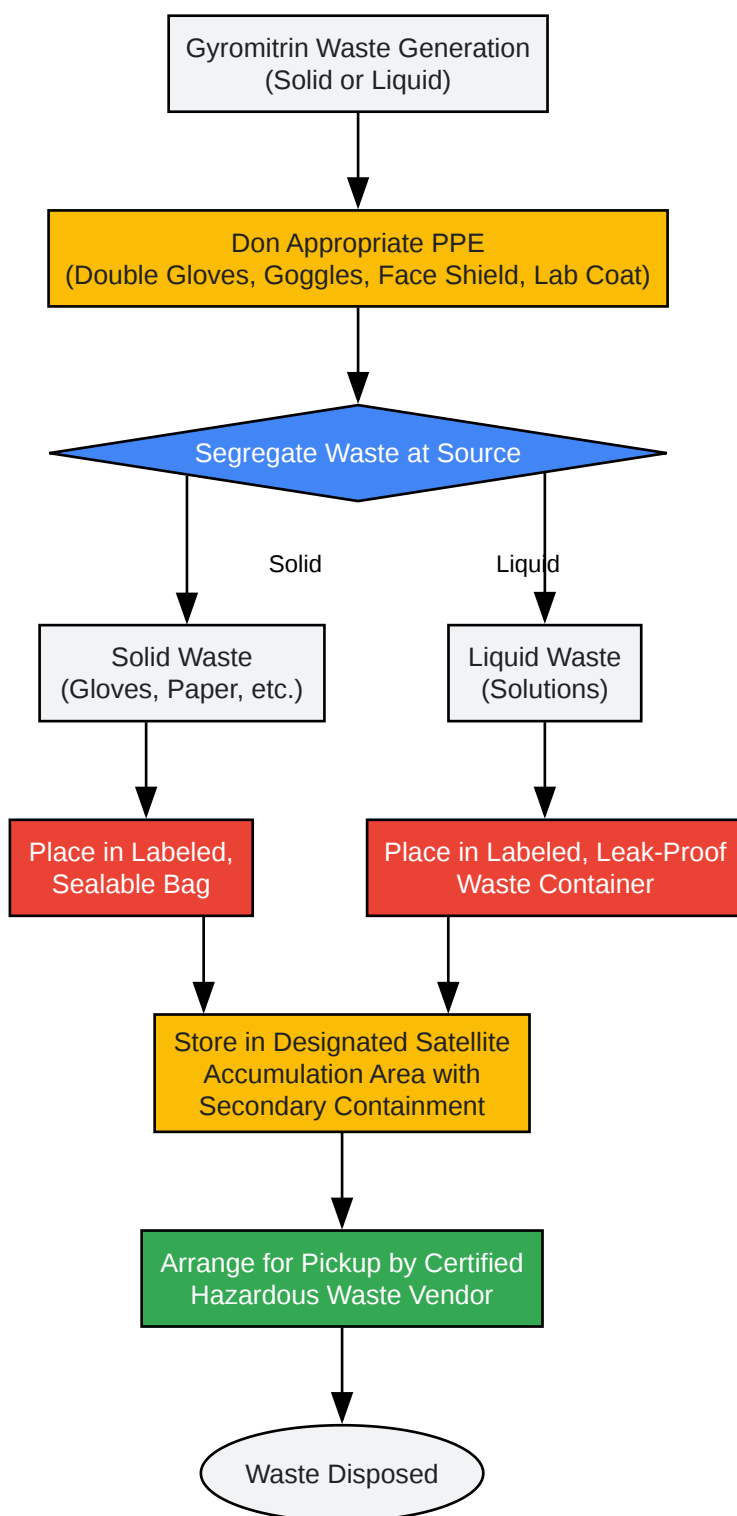 Gyromitrin Waste Generation
(Solid or Liquid)
Don Appropriate PPE
(Double Gloves, Goggles, Face Shield, Lab Coat)
Segregate Waste at Source
Solid
Liquid
Solid Waste
(Gloves, Paper, etc.)
Liquid Waste
(Solutions)
Place in Labeled,
Sealable Bag
Place in Labeled, Leak-Proof
Waste Container
Store in Designated Satellite
Accumulation Area with
Secondary Containment
Arrange for Pickup by Certified
Hazardous Waste Vendor
Waste Disposed